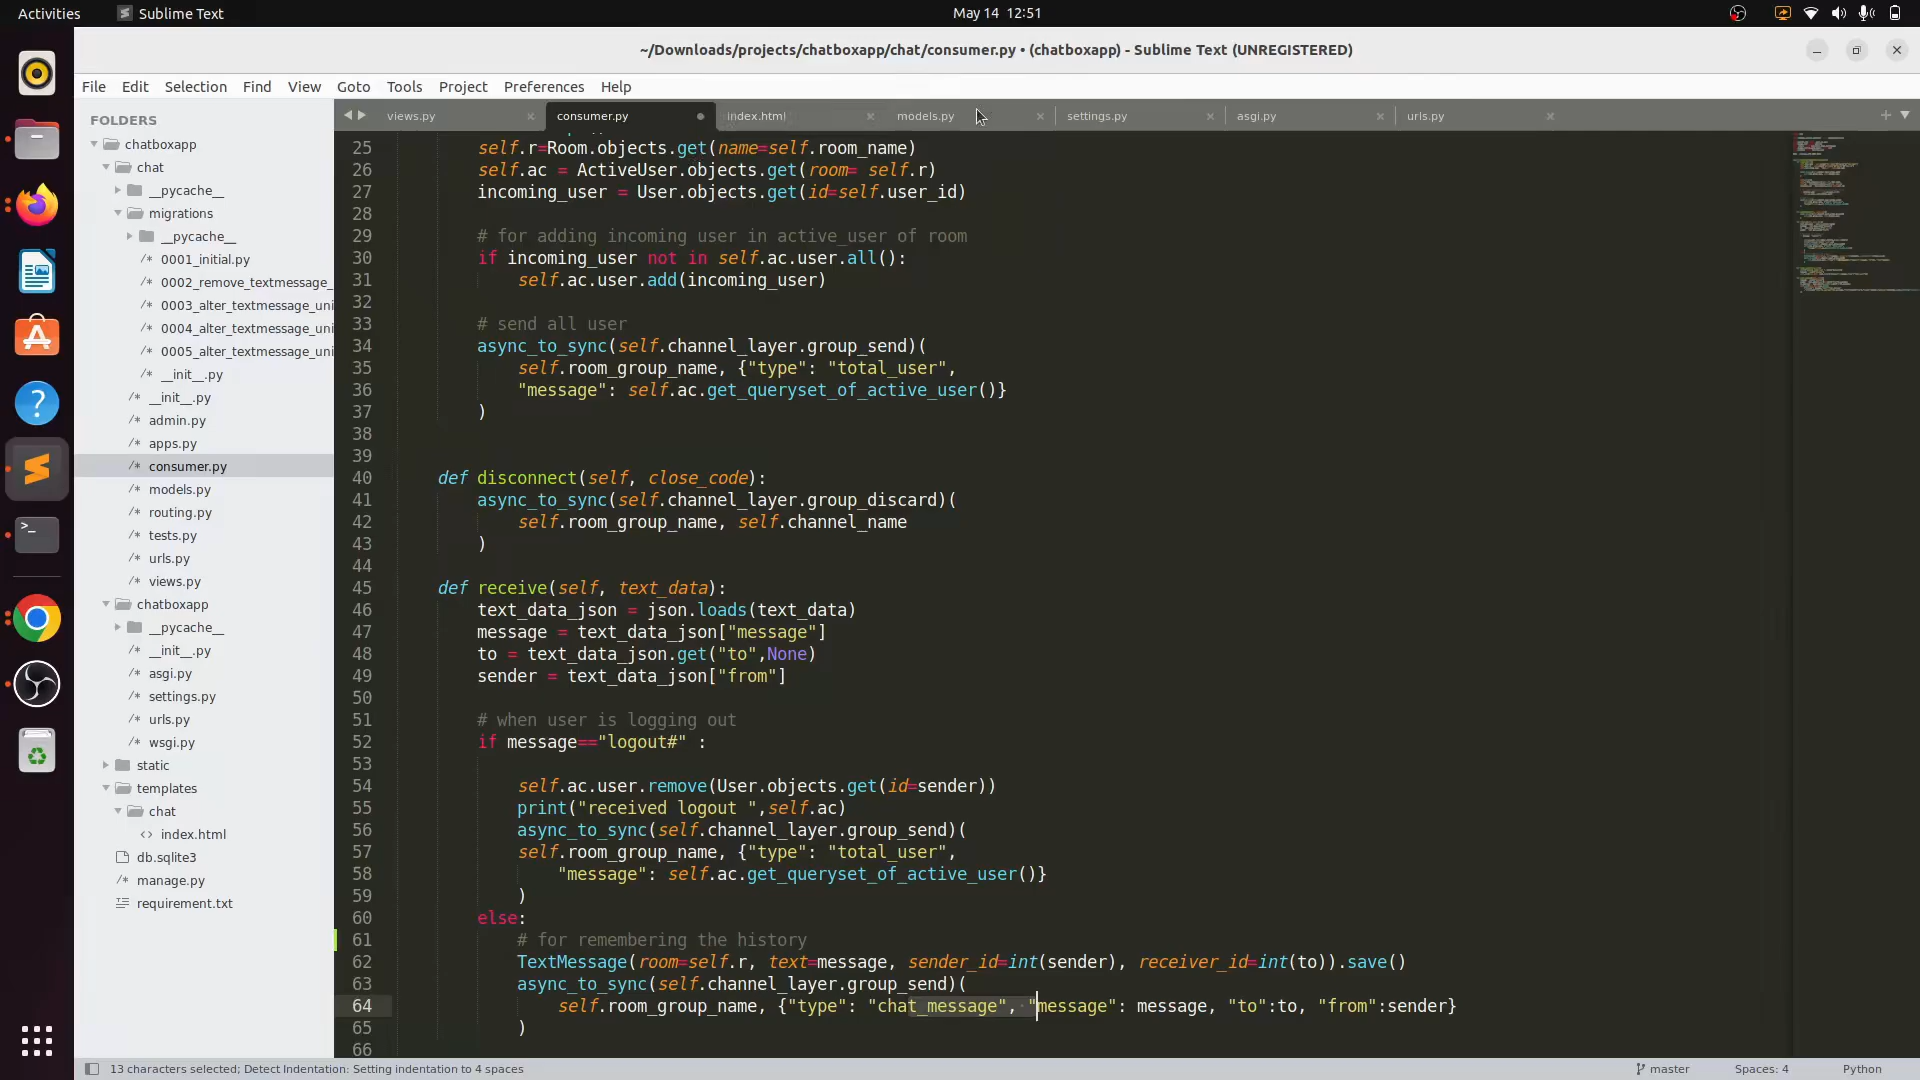 Activities
Sublime Text
May 14 12:51
~/Downloads/projects/chatboxapp/chat/consumer.py • (chatboxapp) - Sublime Text (UNREGISTERED)
File Edit Selection Find View Goto Tools Project Preferences Help
FOLDERS
chatboxapp
chat
__pycache__
migrations
__pycache__
0001_initial.py
0002_remove_textmessage_
0003_alter_textmessage_uni
0004_alter_textmessage_uni
0005_alter_textmessage_uni
__init__.py
__init__.py
admin.py
apps.py
consumer.py
models.py
routing.py
tests.py
urls.py
views.py
chatboxapp
__pycache__
__init__.py
asgi.py
settings.py
urls.py
wsgi.py
static
templates
chat
index.html
db.sqlite3
manage.py
requirement.txt
views.py consumer.py index.html models.py settings.py asgi.py urls.py
25 self.r=Room.objects.get(name=self.room_name)
26 self.ac = ActiveUser.objects.get(room= self.r)
27 incoming_user = User.objects.get(id=self.user_id)
28
29 # for adding incoming user in active_user of room
30 if incoming_user not in self.ac.user.all():
31 self.ac.user.add(incoming_user)
32
33 # send all user
34 async_to_sync(self.channel_layer.group_send)(
35 self.room_group_name, {"type": "total_user",
36 "message": self.ac.get_queryset_of_active_user()}
37 )
38
39
40 def disconnect(self, close_code):
41 async_to_sync(self.channel_layer.group_discard)(
42 self.room_group_name, self.channel_name
43 )
44
45 def receive(self, text_data):
46 text_data_json = json.loads(text_data)
47 message = text_data_json["message"]
48 to = text_data_json.get("to",None)
49 sender = text_data_json["from"]
50
51 # when user is logging out
52 if message=="logout#" :
53
54 self.ac.user.remove(User.objects.get(id=sender))
55 print("received logout ",self.ac)
56 async_to_sync(self.channel_layer.group_send)(
57 self.room_group_name, {"type": "total_user",
58 "message": self.ac.get_queryset_of_active_user()}
59 )
60 else:
61 # for remembering the history
62 TextMessage(room=self.r, text=message, sender_id=int(sender), receiver_id=int(to)).save()
63 async_to_sync(self.channel_layer.group_send)(
64 self.room_group_name, {"type": "chat_message", "message": message, "to":to, "from":sender}
65 )
66
13 characters selected; Detect Indentation: Setting indentation to 4 spaces
master
Spaces: 4
Python